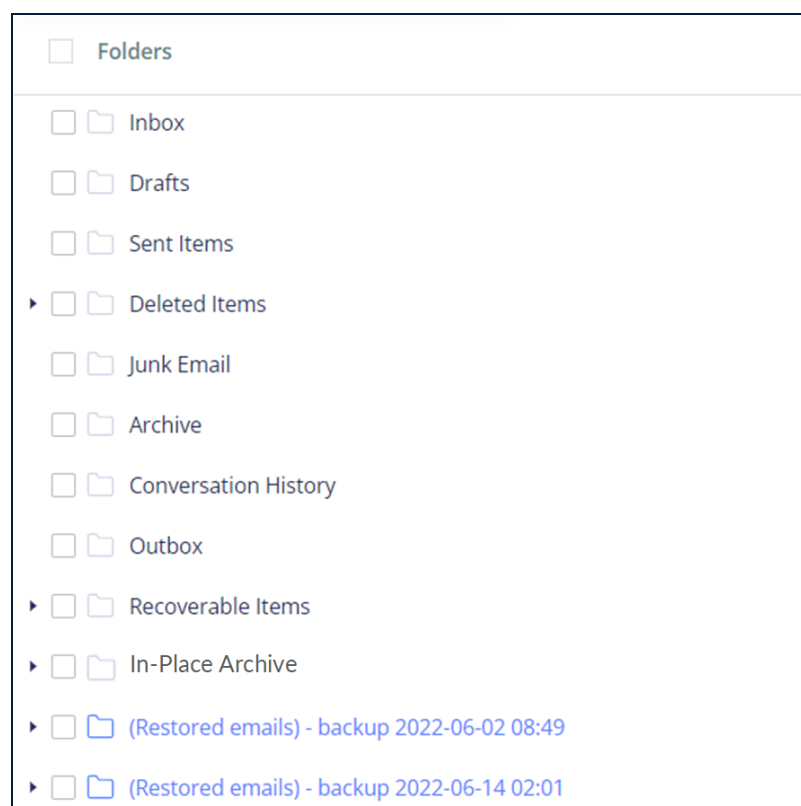 Folders
Inbox
Drafts
Sent Items
Deleted Items
Junk Email
Archive
Conversation History
Outbox
Recoverable Items
In-Place Archive
(Restored emails) - backup 2022-06-02 08:49
(Restored emails) - backup 2022-06-14 02:01